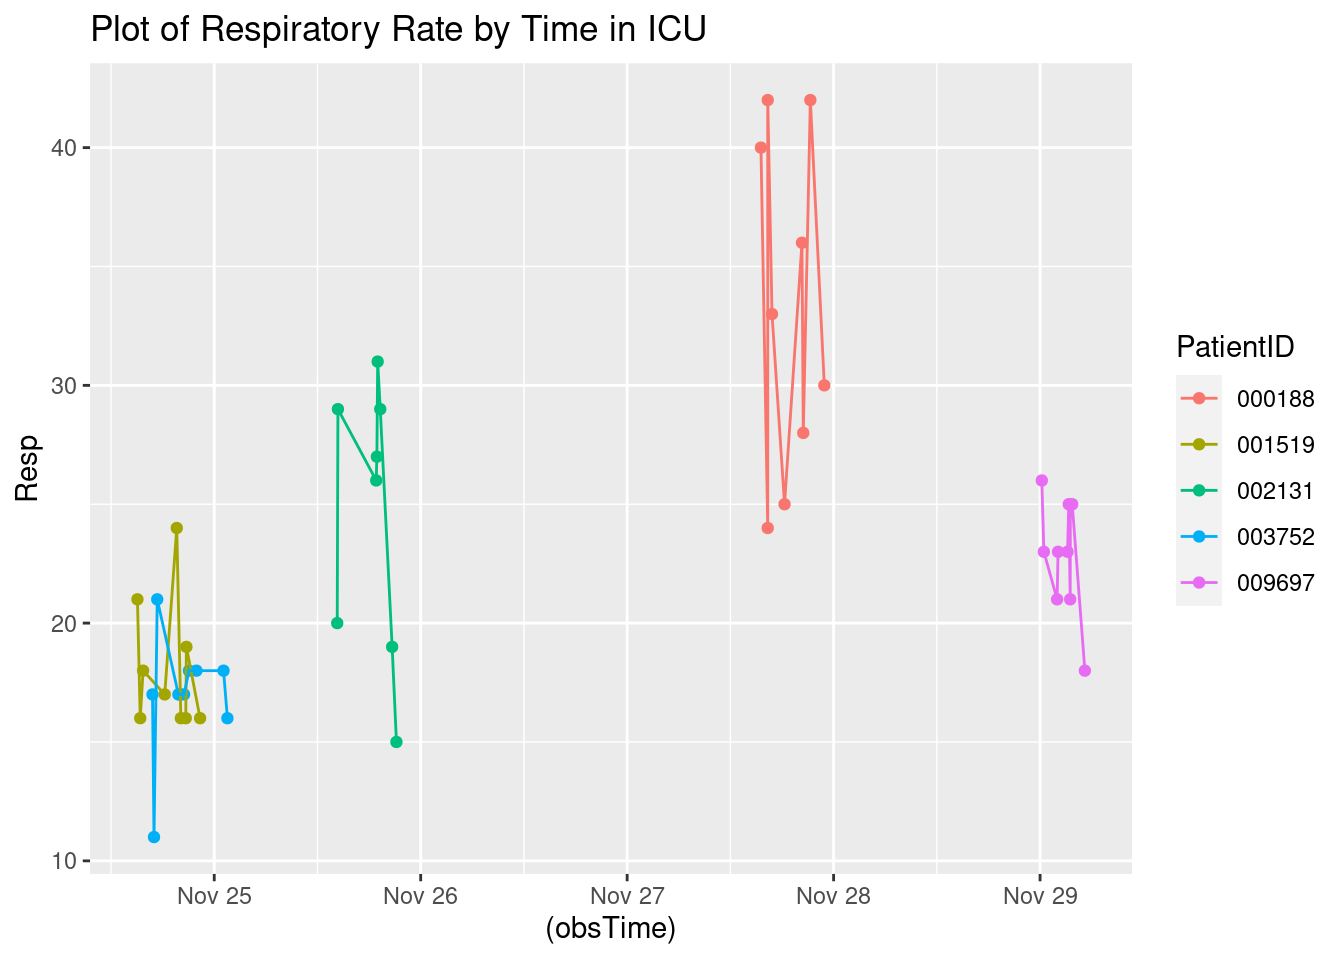 Plot of Respiratory Rate by Time in ICU
Resp
40
30
20
10
Nov 25 Nov 26 Nov 27 Nov 28 Nov 29
(obsTime)
PatientID
000188
001519
002131
003752
009697